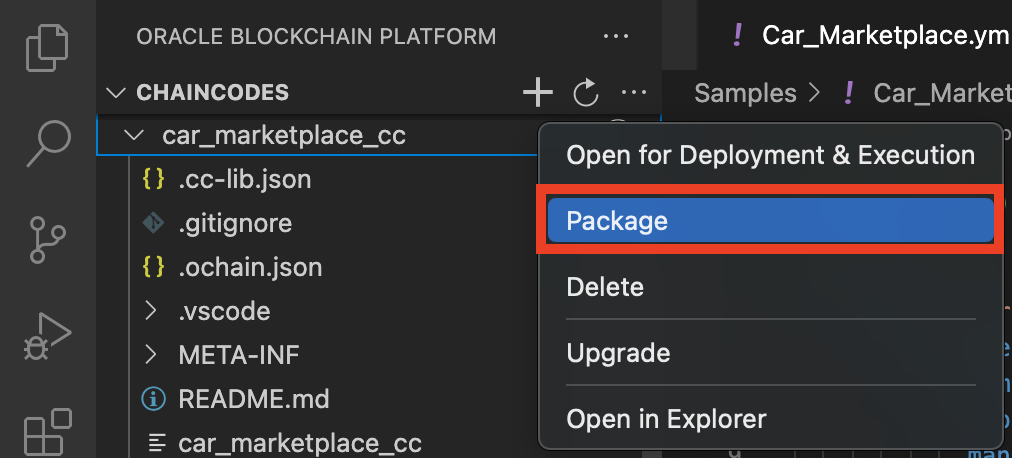 ORACLE BLOCKCHAIN PLATFORM
Car_Marketplace.ym
CHAINCODES
Samples > ! Car_Market
car_marketplace_cc
Open for Deployment & Execution
{} .cc-lib.json
Package
.gitignore
{} .ochain.json
Delete
.vscode
META-INF
Upgrade
README.md
Open in Explorer
car_marketplace_cc